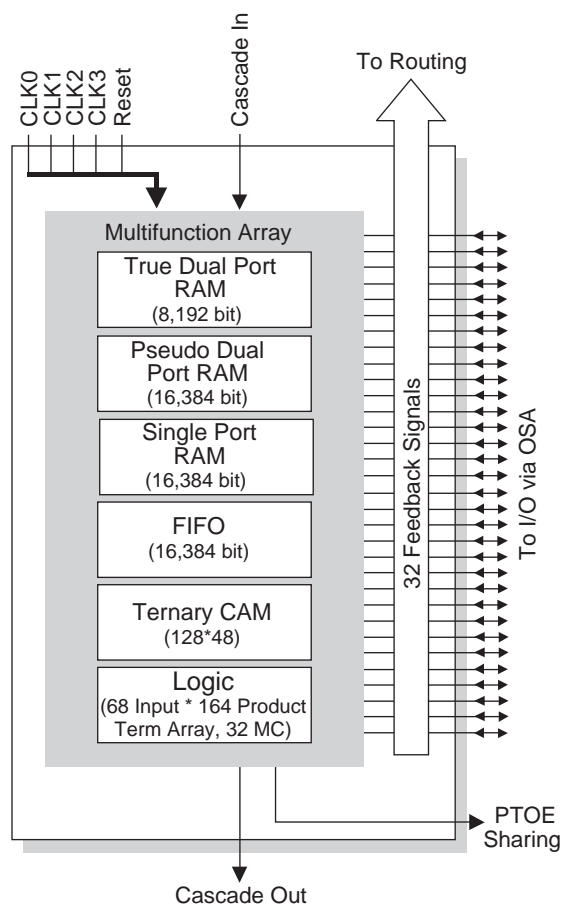 CLK0
CLK1
CLK2
CLK3
Reset
Cascade In
To Routing
Multifunction Array
True Dual Port
RAM
(8,192 bit)
Pseudo Dual
Port RAM
(16,384 bit)
Single Port
RAM
(16,384 bit)
FIFO
(16,384 bit)
Ternary CAM
(128*48)
Logic
(68 Input * 164 Product
Term Array, 32 MC)
32 Feedback Signals
To I/O via OSA
PTOE
Sharing
Cascade Out